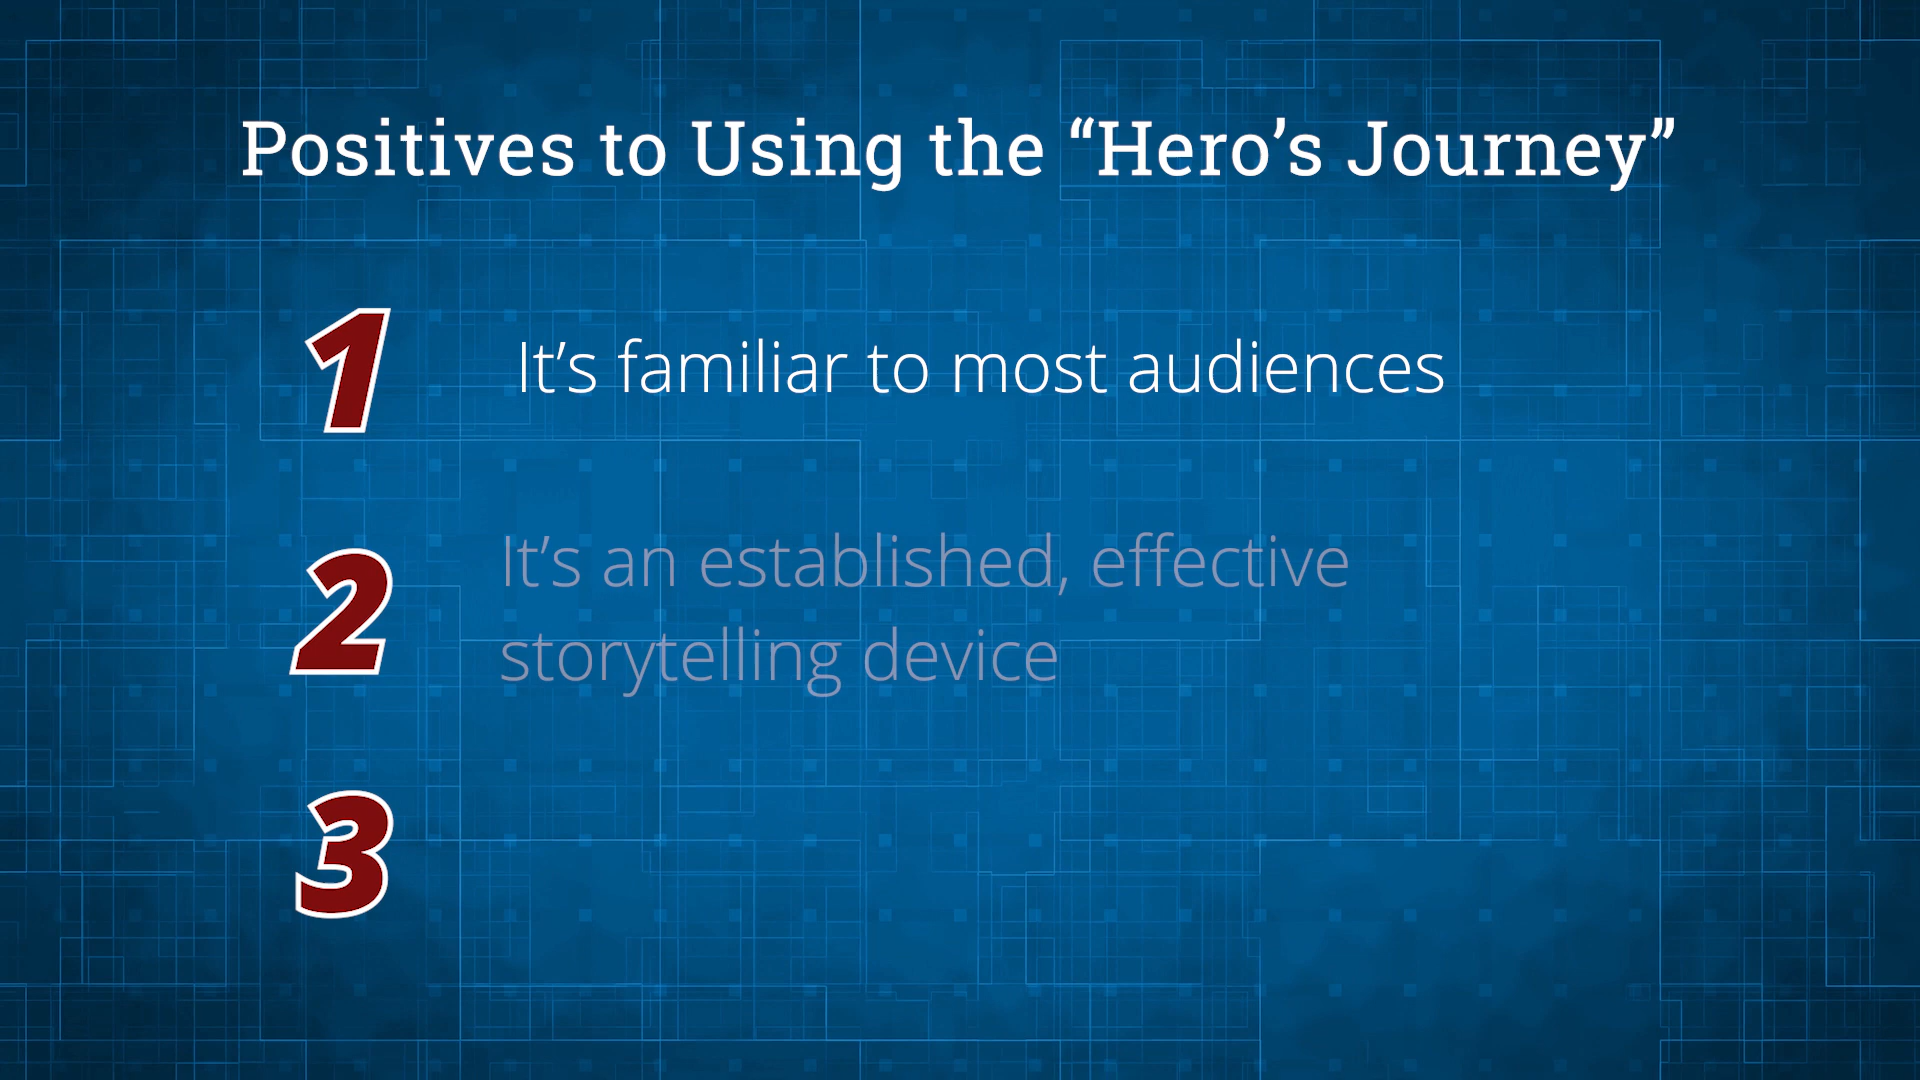 Positives to Using the “Hero’s Journey”
1 It’s familiar to most audiences
2 It’s an established, effective
storytelling device
3